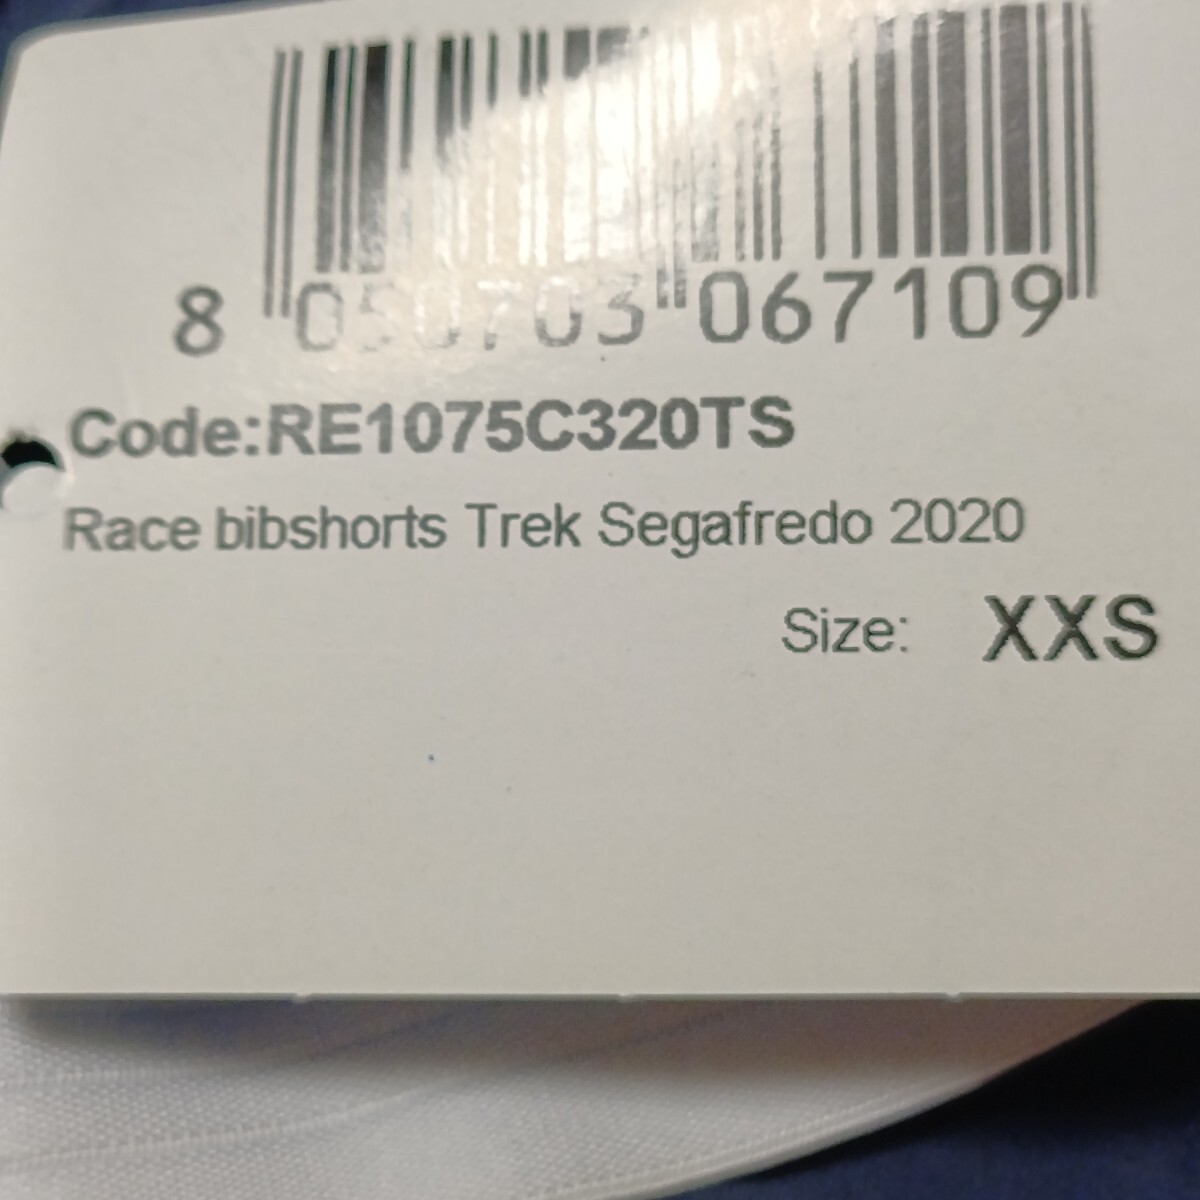 8 050703 067109
Code:RE1075C320TS
Race bibshorts Trek Segafredo 2020
Size: XXS